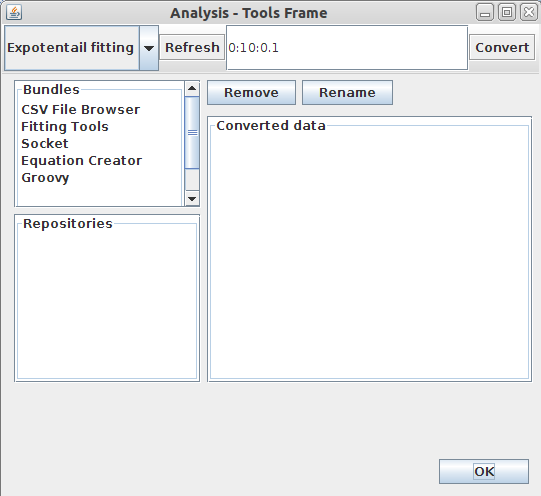 Analysis - Tools Frame
Expotentail fitting Refresh 0:10:0.1 Convert
Bundles
CSV File Browser
Fitting Tools
Socket
Equation Creator
Groovy
Repositories
Remove Rename
Converted data
OK